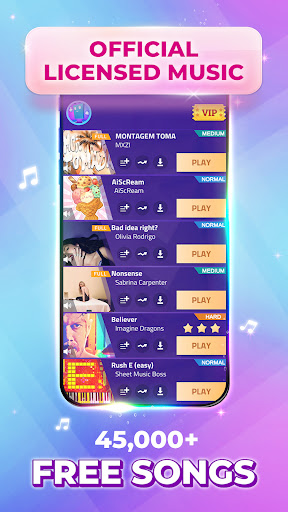 OFFICIAL
LICENSED MUSIC
VIP
FULL
MONTAGEM TOMA
MEDIUM
MXZI
PLAY
AiScReam
NORMAL
AiScReam
PLAY
FULL
Bad idea right?
NORMAL
Olivia Rodrigo
PLAY
FULL
Nonsense
MEDIUM
Sabrina Carpenter
PLAY
Believer
HARD
Imagine Dragons
PLAY
Rush E (easy)
NORMAL
Sheet Music Boss
PLAY
45,000+
FREE SONGS